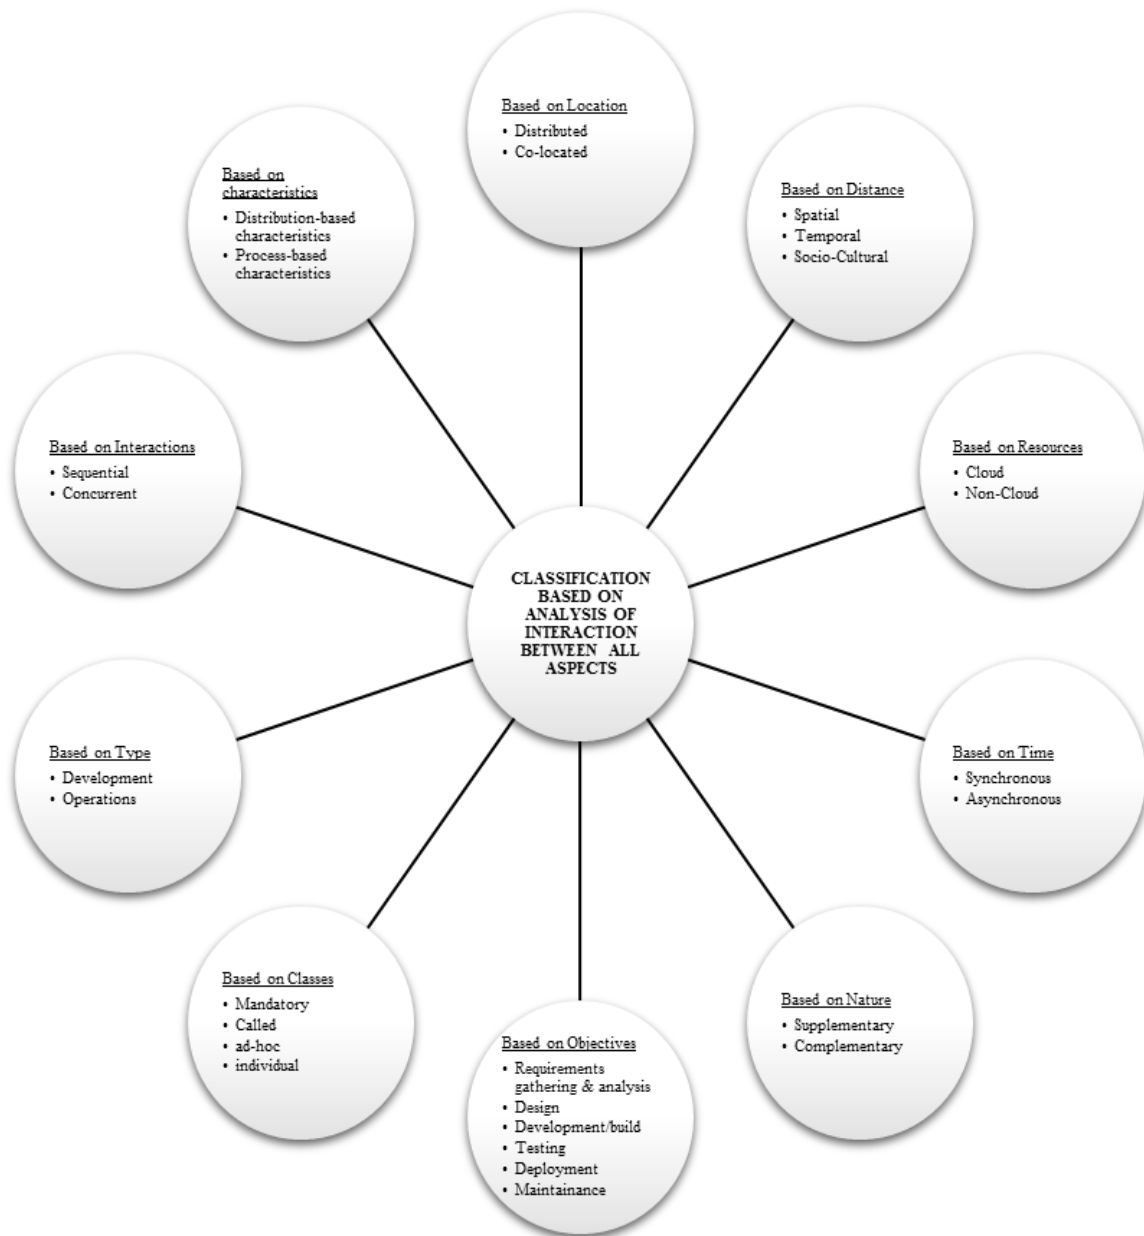 Based on Location
• Distributed
• Co-located
Based on Distance
• Spatial
• Temporal
• Socio-Cultural
Based on Resources
• Cloud
• Non-Cloud
Based on Time
• Synchronous
• Asynchronous
Based on Nature
• Supplementary
• Complementary
Based on Objectives
• Requirements
gathering & analysis
• Design
• Development/build
• Testing
• Deployment
• Maintainance
Based on Classes
• Mandatory
• Called
• ad-hoc
• individual
Based on Type
• Development
• Operations
Based on Interactions
• Sequential
• Concurrent
Based on
characteristics
• Distribution-based
characteristics
• Process-based
characteristics
CLASSIFICATION
BASED ON
ANALYSIS OF
INTERACTION
BETWEEN ALL
ASPECTS